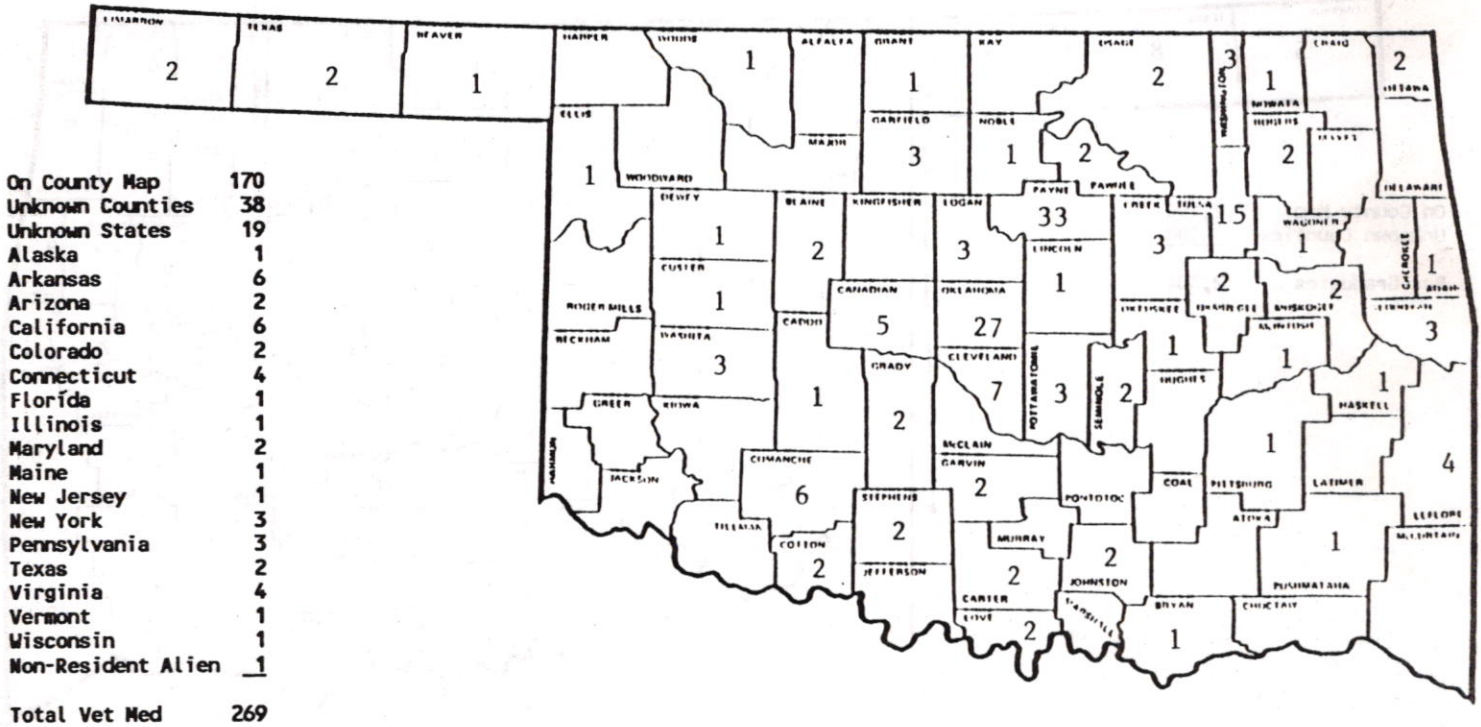 CIMARRON TEXAS BEAVER HARPER WOODS ALFALFA GRANT KAY OSAGE CRAIG
2 2 1 1 1 2 3 1 2
NOWATA OTTAWA
ELLIS GARFIELD NOBLE ROGERS
MAJOR
1 3 1 2 2
WOODWARD PAYNE PAWNEE DELAWARE
DEWEY BLAINE KINGFISHER LOGAN 33 CREEK TULSA 15 WAGONER
1 2 3 LINCOLN 3 1
CUSTER 1 2 2 CHEROKEE 1 ADAIR
ROGER MILLS 1 CANADIAN OKLAHOMA OKFUSKEE OKMULGEE MUSKOGEE
BECKHAM WASHITA CADDO 5 27 MCINTOSH 3
3 GRADY CLEVELAND 1 1
1 2 7 POTTAWATOMIE 3 SEMINOLE 2 HUGHES 1
GREER KIOWA HASKELL
HARMON JACKSON COMANCHE MCCLAIN 1
GARVIN 4
6 2 PONTOTOC COAL PITTSBURG LATIMER
TILLMAN STEPHENS ATOKA LEFLORE
COTTON 2 MURRAY MCCURTAIN
2 JEFFERSON 2 2 1
JOHNSTON PUSHMATAHA
CARTER BRYAN CHOCTAW
LOVE 2 MARSHALL 1
On County Map 170
Unknown Counties 38
Unknown States 19
Alaska 1
Arkansas 6
Arizona 2
California 6
Colorado 2
Connecticut 4
Florida 1
Illinois 1
Maryland 2
Maine 1
New Jersey 1
New York 3
Pennsylvania 3
Texas 2
Virginia 4
Vermont 1
Wisconsin 1
Non-Resident Alien 1
Total Vet Med 269